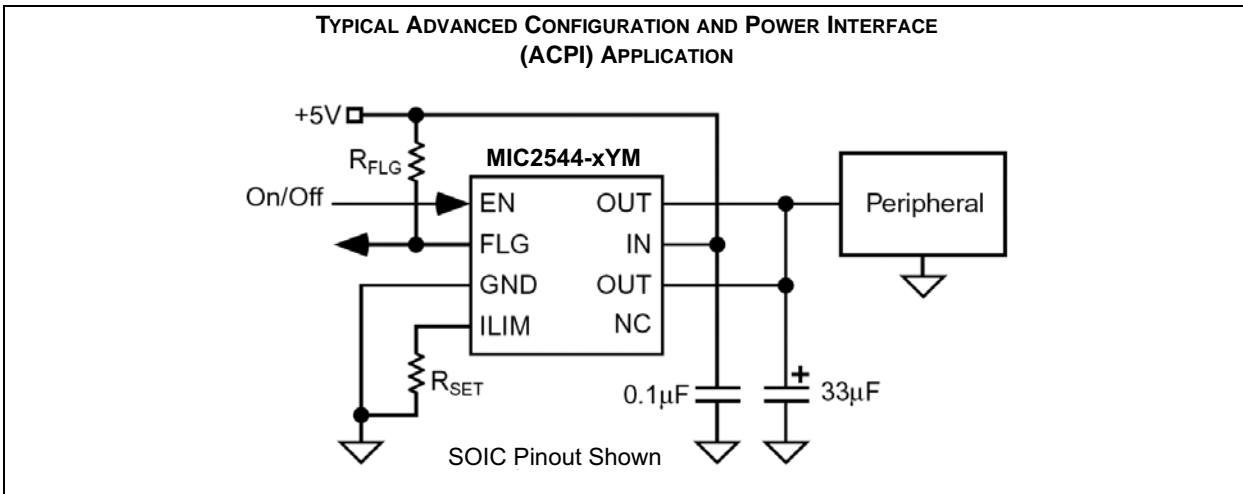 TYPICAL ADVANCED CONFIGURATION AND POWER INTERFACE
(ACPI) APPLICATION
+5V
RFLG
MIC2544-xYM
On/Off
EN
OUT
Peripheral
FLG
IN
GND
OUT
ILIM
NC
RSET
0.1µF
+
33µF
SOIC Pinout Shown